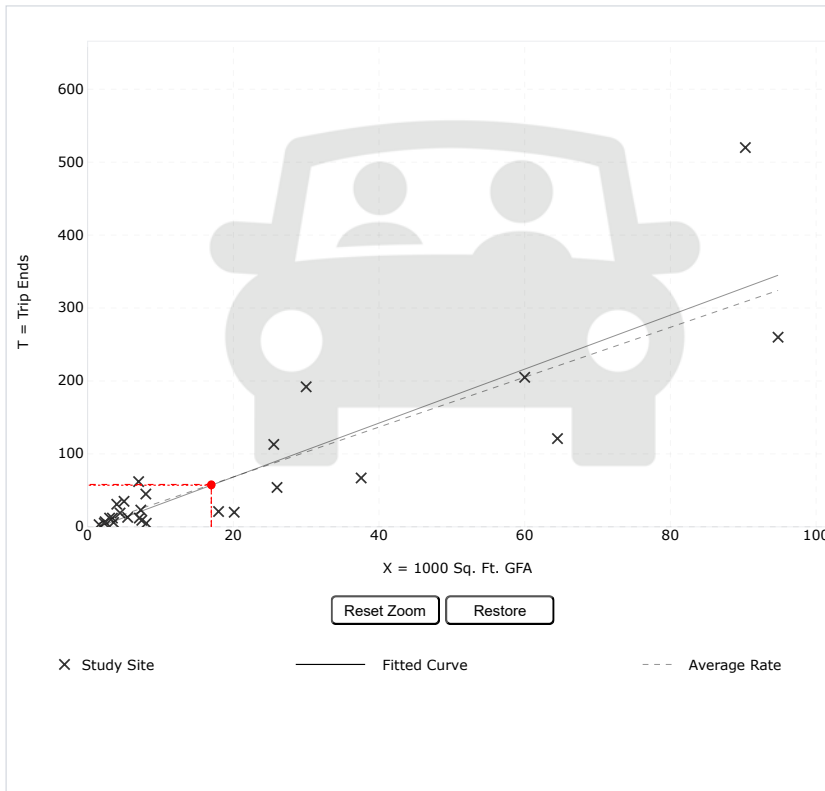 600
500
400
300
200
100
0
T = Trip Ends
0 20 40 60 80 100
X = 1000 Sq. Ft. GFA
Reset Zoom Restore
Study Site Fitted Curve Average Rate